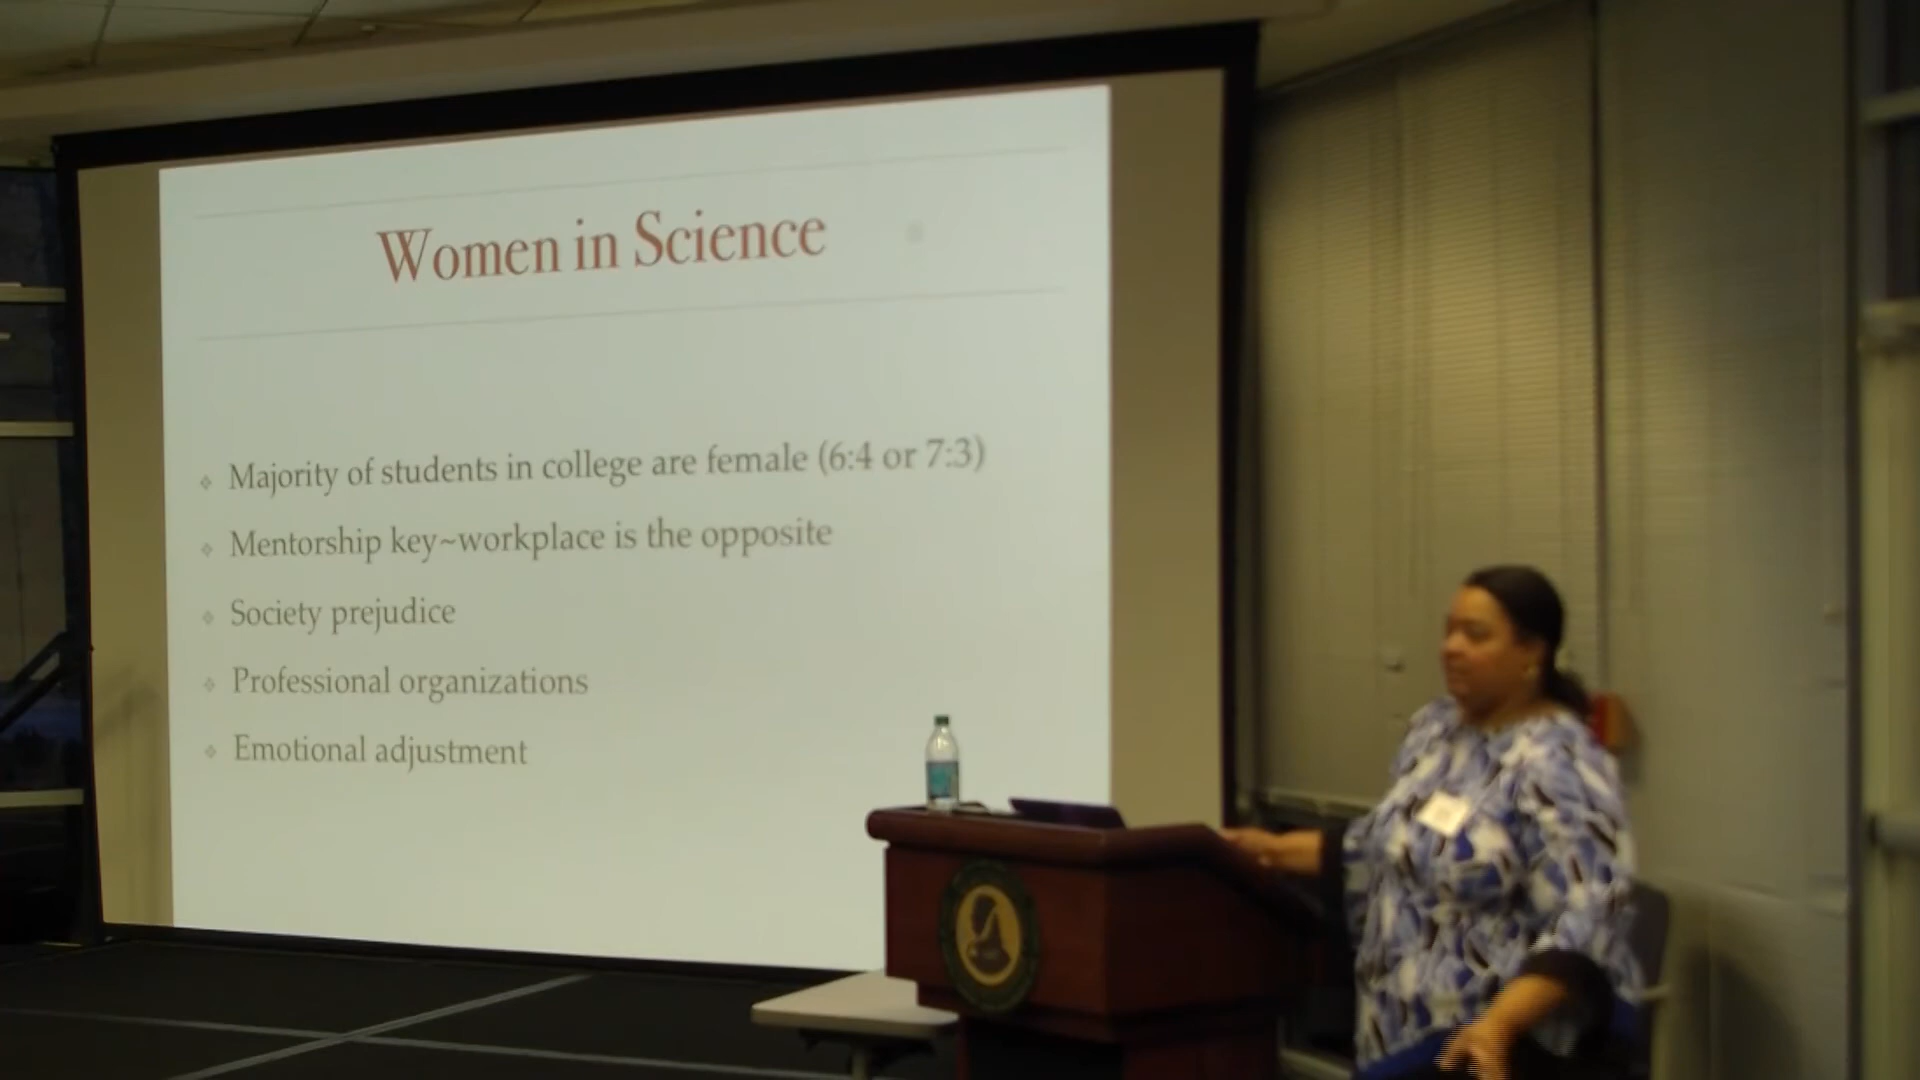 Women in Science
Majority of students in college are female (6:4 or 7:3)
Mentorship key~workplace is the opposite
Society prejudice
Professional organizations
Emotional adjustment